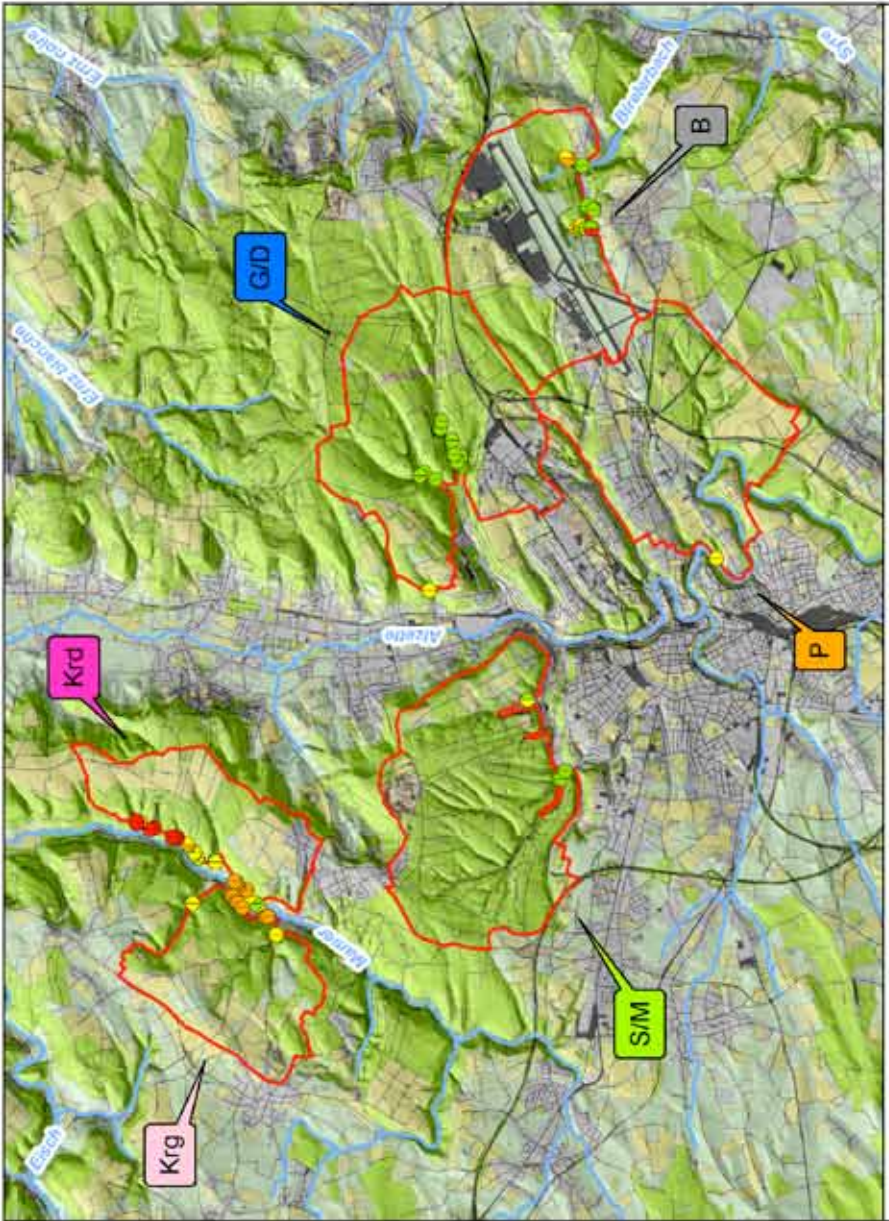 Eisch
Ernz blanche
Ernz noire
Krd
G/D
Krg
Mamer
Alzette
Birelerbach
Syre
B
S/M
P